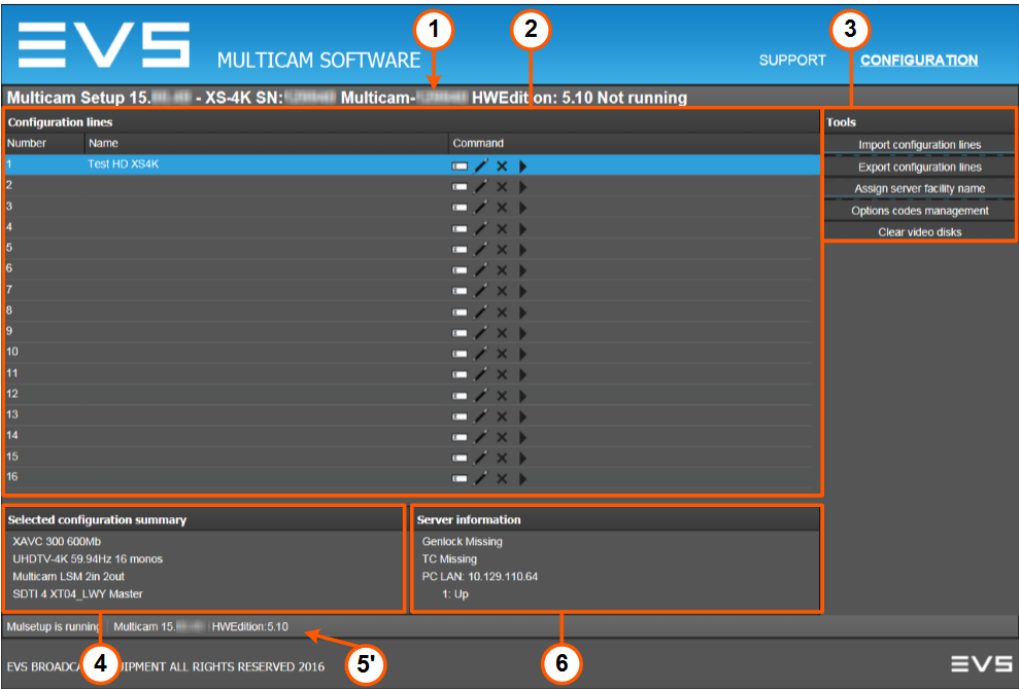 1
2
3
EVS
MULTICAM SOFTWARE
SUPPORT
CONFIGURATION
Multicam Setup 15. - XS-4K SN: Multicam- HWEdition: 5.10 Not running
Configuration lines
Tools
Number Name Command
Import configuration lines
1 Test HD XS4K
Export configuration lines
2
Assign server facility name
3
Options codes management
4
Clear video disks
5
6
7
8
9
10
11
12
13
14
15
16
Selected configuration summary
XAVC 300 600Mb
UHDTV-4K 59.94Hz 16 monos
Multicam LSM 2in 2out
SDTI 4 XT04_LWY Master
Server information
Genlock Missing
TC Missing
PC LAN: 10.129.110.64
1: Up
Mulsetup is running Multicam 15. HWEdition:5.10
4
5'
6
EVS ALL RIGHTS RESERVED 2016
EVS